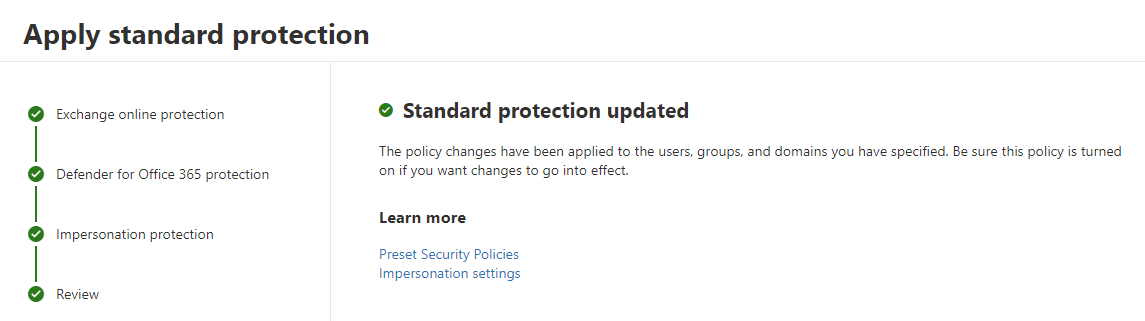 Apply standard protection
Exchange online protection
Defender for Office 365 protection
Impersonation protection
Review
Standard protection updated
The policy changes have been applied to the users, groups, and domains you have specified. Be sure this policy is turned
on if you want changes to go into effect.
Learn more
Preset Security Policies
Impersonation settings